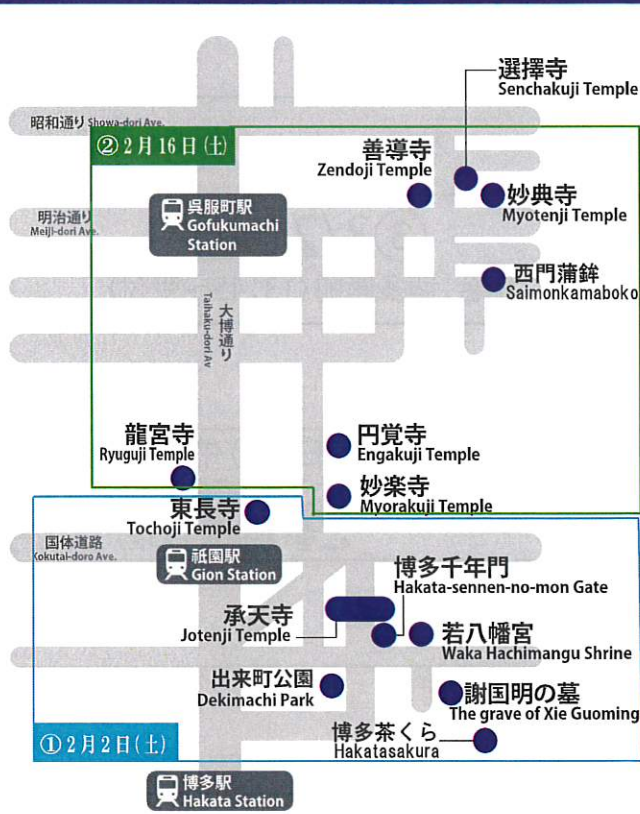 選擇寺
Senchakuji Temple
昭和通り Showa-dori Ave.
②2月16日(土)
善導寺
Zendoji Temple
妙典寺
Myotenji Temple
呉服町駅
Gofukumachi
Station
明治通り
Meiji-dori Ave.
西門蒲鉾
Saimonkamaboko
大博通り
Taihaku-dori Av
龍宮寺
Ryuguji Temple
円覚寺
Engakuji Temple
妙楽寺
Myorakuji Temple
東長寺
Tochoji Temple
国体道路
Kokutai-doro Ave.
祇園駅
Gion Station
博多千年門
Hakata-sennen-no-mon Gate
承天寺
Jotenji Temple
若八幡宮
Waka Hachimangu Shrine
出来町公園
Dekimachi Park
謝国明の墓
The grave of Xie Guoming
博多茶くら
Hakatasakura
①2月2日(土)
博多駅
Hakata Station